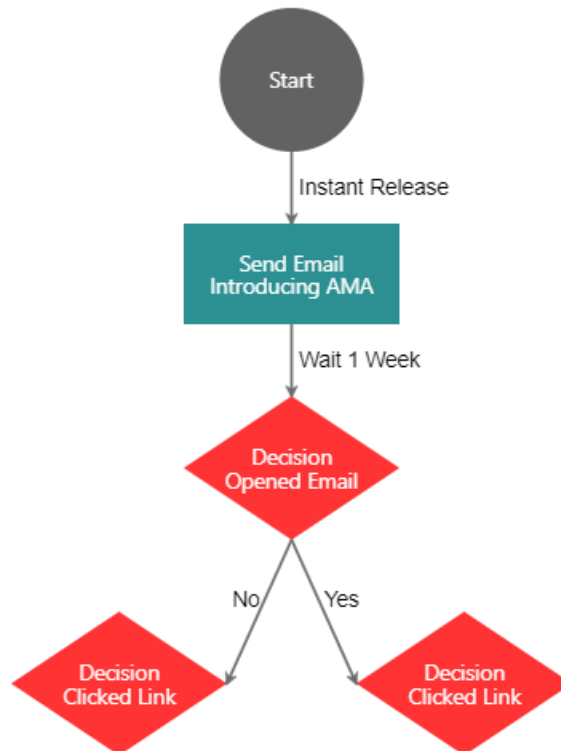 Start
Instant Release
Send Email
Introducing AMA
Wait 1 Week
Decision
Opened Email
No
Yes
Decision
Clicked Link
Decision
Clicked Link